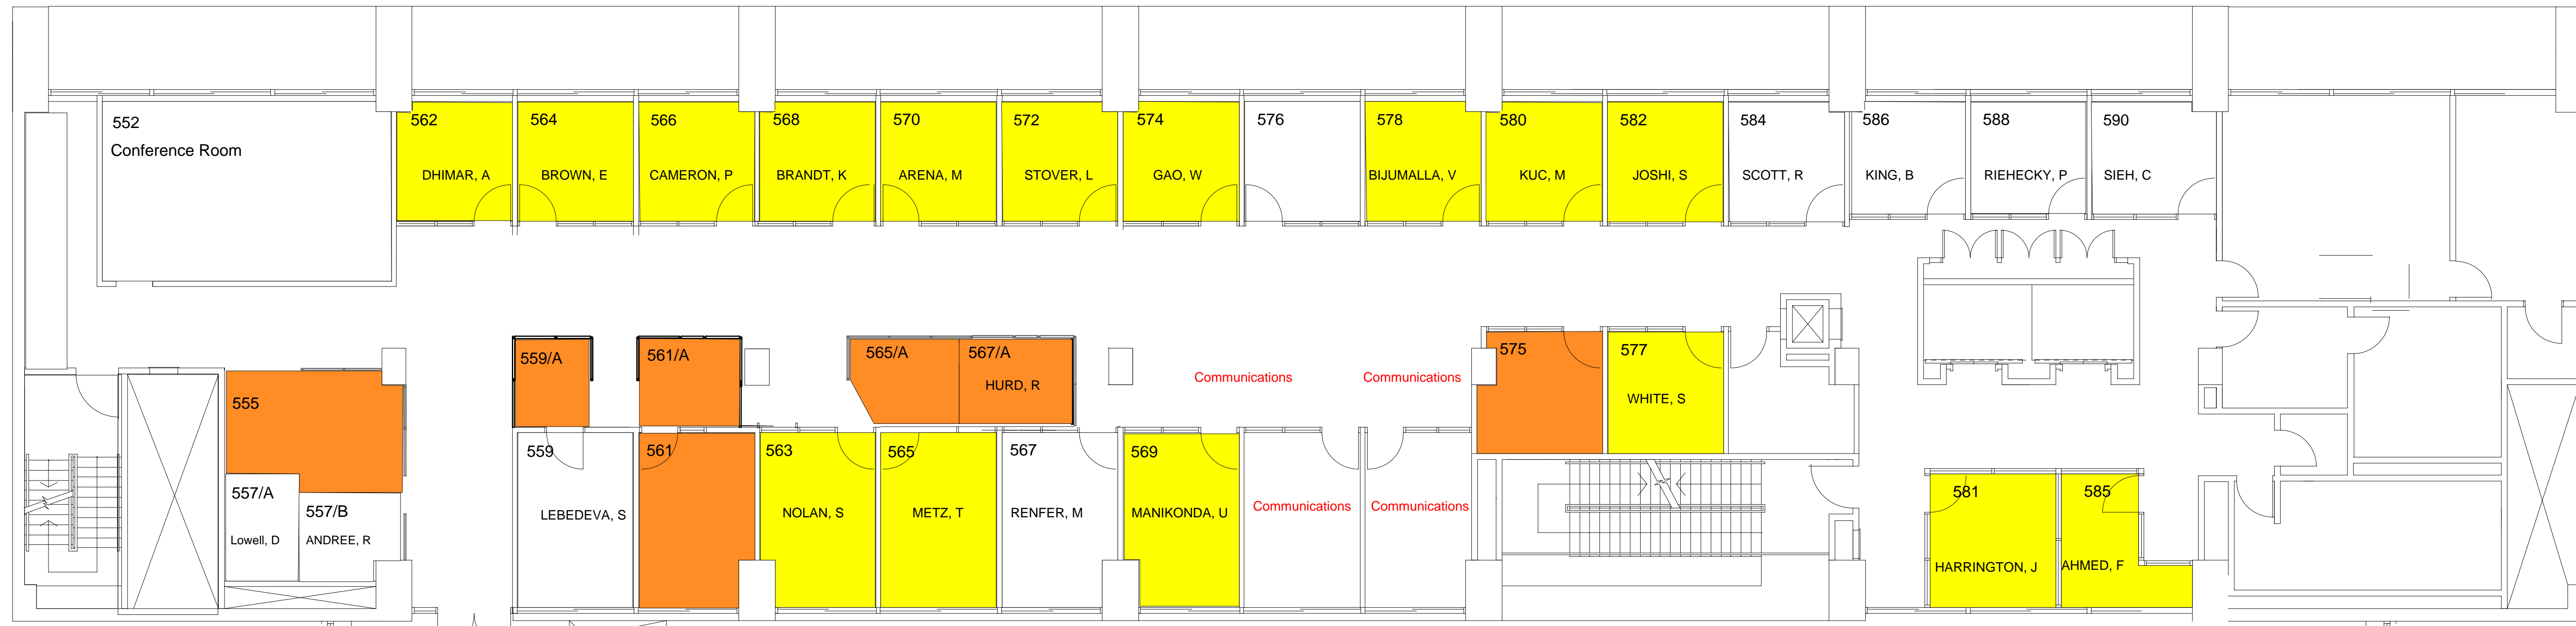 552
Conference Room
562
DHIMAR, A
564
BROWN, E
566
CAMERON, P
568
BRANDT, K
570
ARENA, M
572
STOVER, L
574
GAO, W
576
578
BIJUMALLA, V
580
KUC, M
582
JOSHI, S
584
SCOTT, R
586
KING, B
588
RIEHECKY, P
590
SIEH, C
559/A
561/A
565/A
567/A
HURD, R
Communications
Communications
575
577
WHITE, S
555
557/A
Lowell, D
557/B
ANDREE, R
559
LEBEDEVA, S
561
563
NOLAN, S
565
METZ, T
567
RENFER, M
569
MANIKONDA, U
Communications
Communications
581
HARRINGTON, J
585
AHMED, F